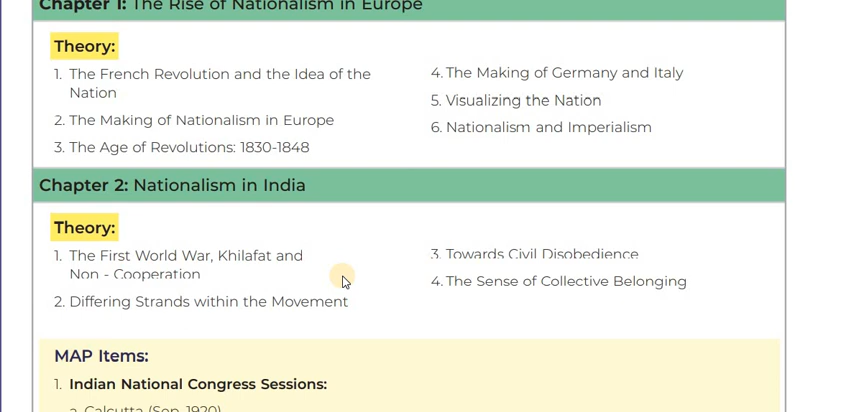 Chapter 1: The Rise of Nationalism in Europe
Theory:
1. The French Revolution and the Idea of the
Nation
2. The Making of Nationalism in Europe
3. The Age of Revolutions: 1830-1848
4. The Making of Germany and Italy
5. Visualizing the Nation
6. Nationalism and Imperialism
Chapter 2: Nationalism in India
Theory:
1. The First World War, Khilafat and
Non - Cooperation
2. Differing Strands within the Movement
3. Towards Civil Disobedience
4. The Sense of Collective Belonging
MAP Items:
1. Indian National Congress Sessions:
a. Calcutta (Sep. 1920)